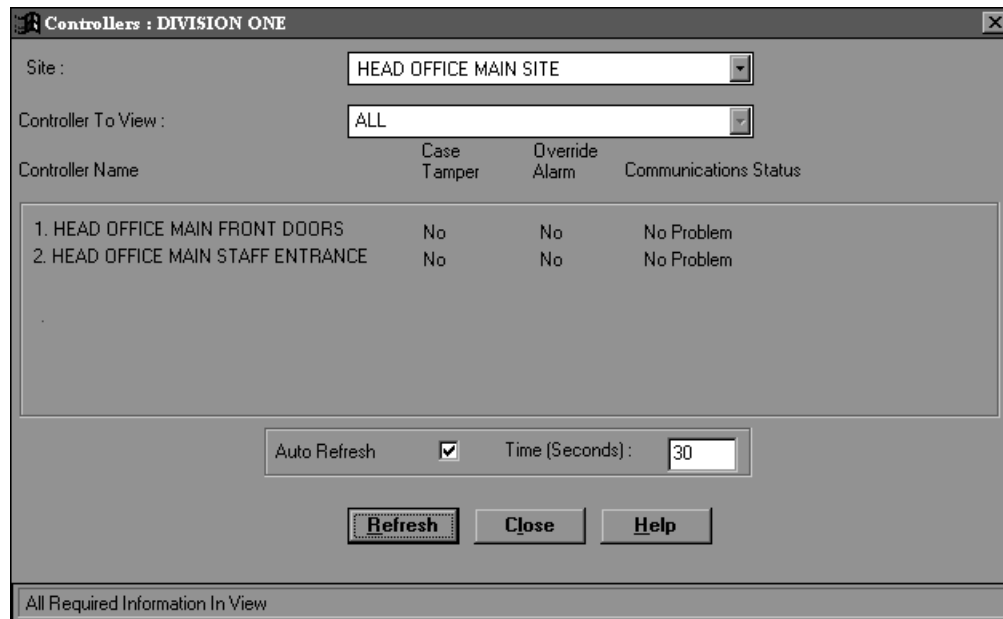 Controllers : DIVISION ONE
Site : HEAD OFFICE MAIN SITE
Controller To View : ALL
Controller Name Case Tamper Override Alarm Communications Status
1. HEAD OFFICE MAIN FRONT DOORS No No No Problem
2. HEAD OFFICE MAIN STAFF ENTRANCE No No No Problem
Auto Refresh Time (Seconds) : 30
Refresh Close Help
All Required Information In View